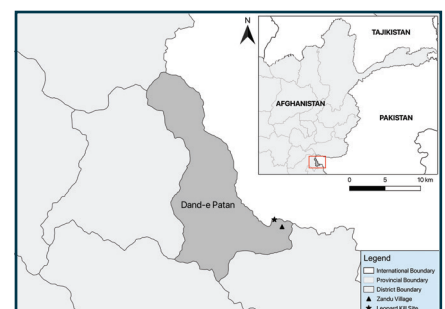 N
TAJIKISTAN
AFGHANISTAN
PAKISTAN
0 5 10 km
Dand-e Patan
Legend
International Boundary
Provincial Boundary
District Boundary
Zandu Village
Leopard Kill Site